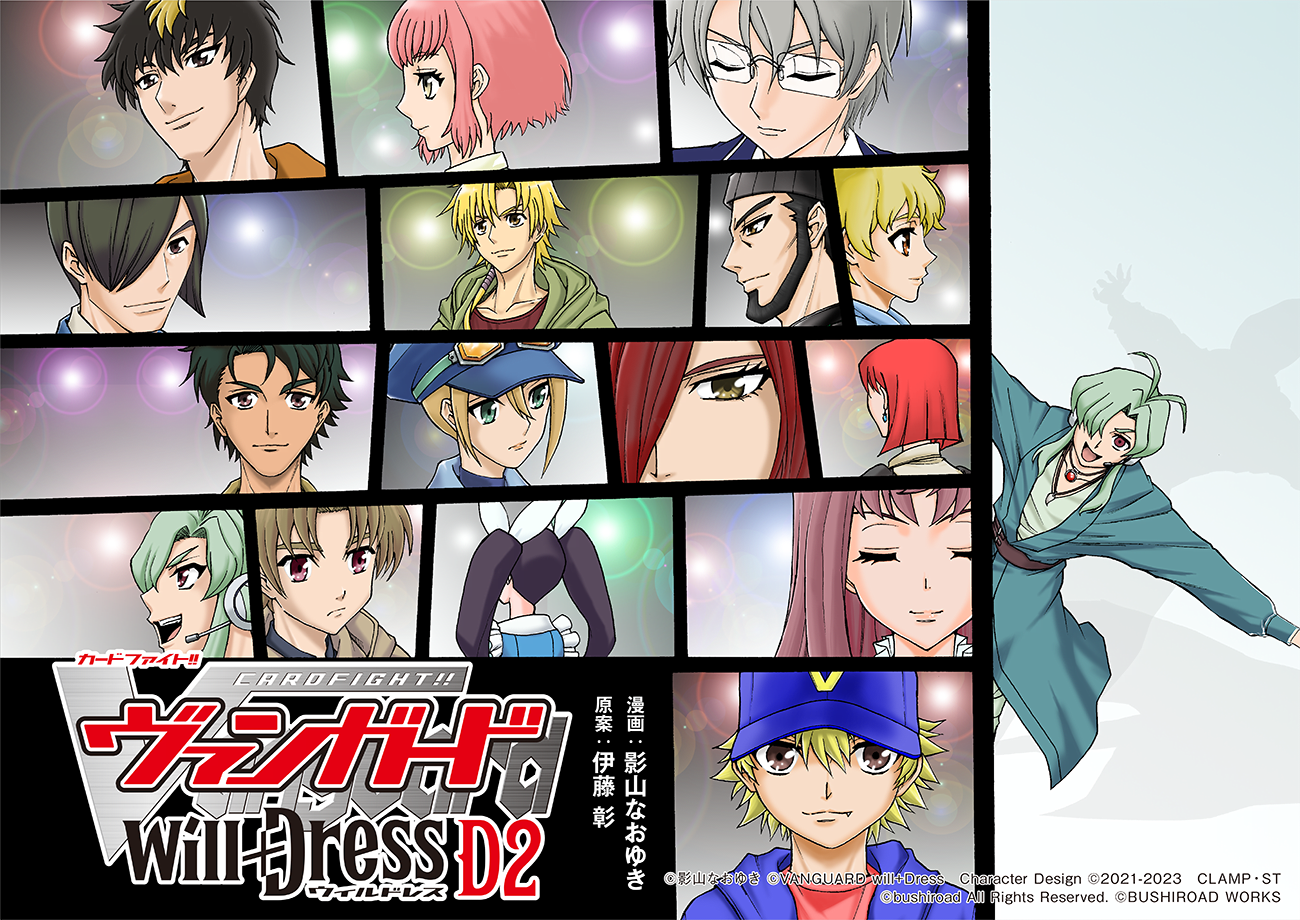 カードファイト!!
CARDFIGHT!!
ヴァンガード
Vanguard
will+Dress D2
ウィルドレス
漫画：影山なおゆき
原案：伊藤 彰
V
©影山なおゆき ©VANGUARD will+Dress Character Design ©2021-2023 CLAMP・ST
©bushiroad All Rights Reserved. ©BUSHIROAD WORKS